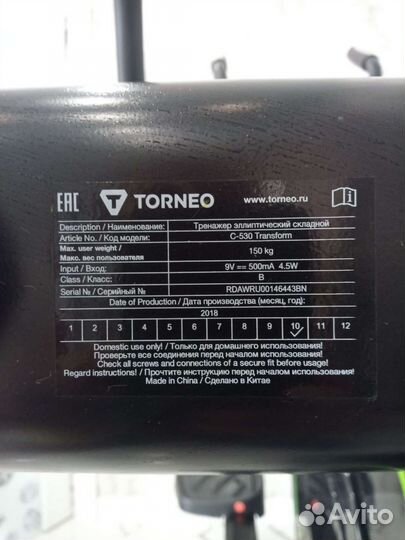 EAC TORNEO www.torneo.ru
Description / Наименование: Тренажер эллиптический складной
Article No. / Код модели: C-530 Transform
Max. user weight / Макс. вес пользователя 150 kg
Input / Вход: 9V 500mA 4.5W
Class / Класс: B
Serial № / Серийный № RDAWRU00146443BN
Date of Production / Дата производства (месяц, год):
2018
1 2 3 4 5 6 7 8 9 10 11 12
Domestic use only! / Только для домашнего использования!
Проверьте все соединения перед началом использования!
Check all screws and connections of a secure fit before usage!
Regard instructions! / Прочтите инструкцию перед началом использования!
Made in China / Сделано в Китае
Avito